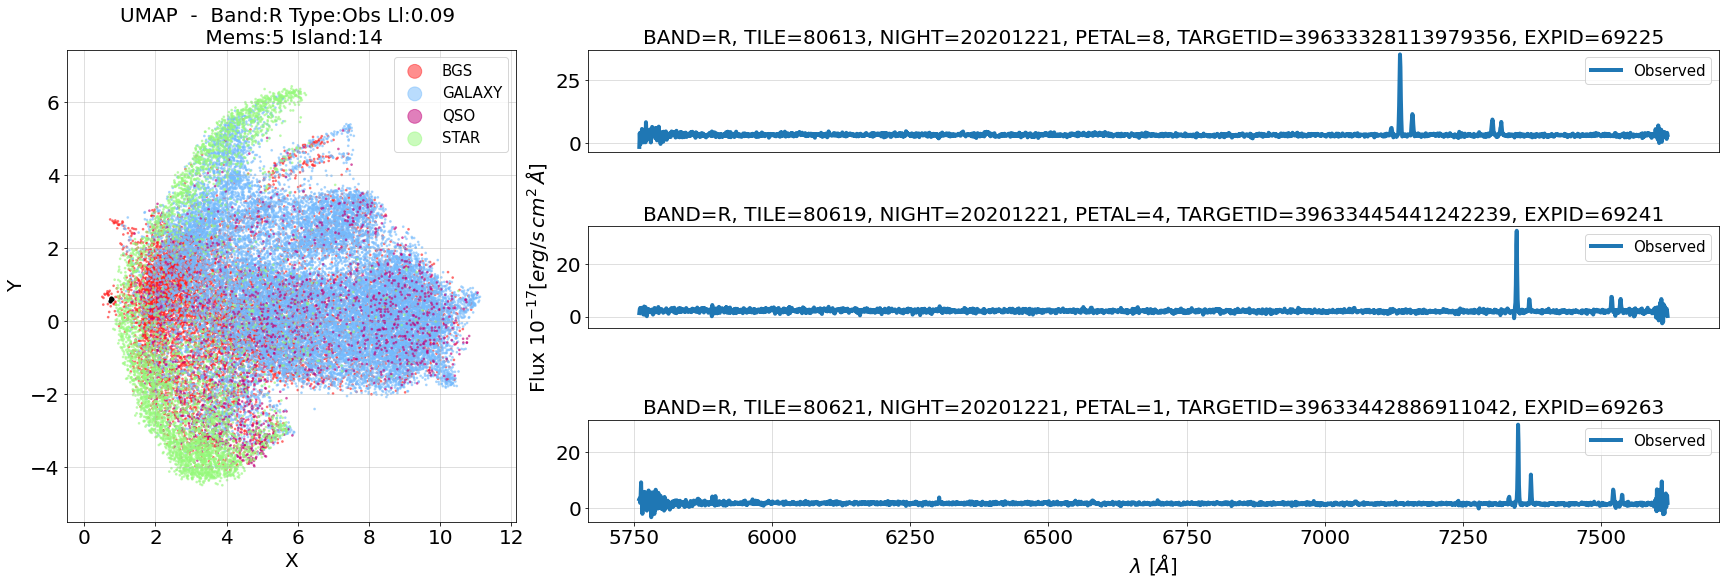 UMAP - Band:R Type:Obs Ll:0.09
Mems:5 Island:14
BGS
GALAXY
QSO
STAR
6
4
2
0
−2
−4
Y
0 2 4 6 8 10 12
X
BAND=R, TILE=80613, NIGHT=20201221, PETAL=8, TARGETID=39633328113979356, EXPID=69225
Observed
25
0
BAND=R, TILE=80619, NIGHT=20201221, PETAL=4, TARGETID=39633445441242239, EXPID=69241
Observed
20
0
Flux 10⁻¹⁷[erg/s cm² Å]
BAND=R, TILE=80621, NIGHT=20201221, PETAL=1, TARGETID=39633442886911042, EXPID=69263
Observed
20
0
5750 6000 6250 6500 6750 7000 7250 7500
λ [Å]